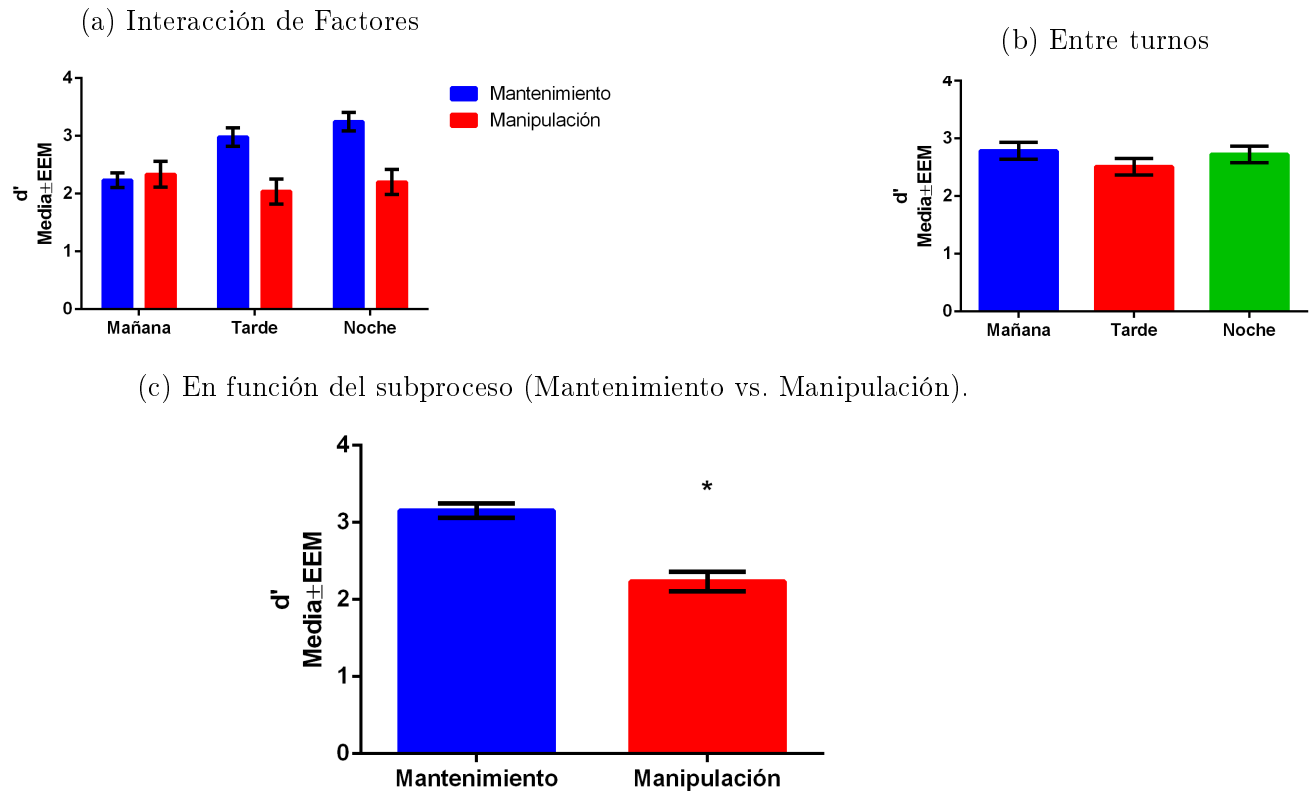 (a) Interacción de Factores
4
3
2
1
0
d'
Media±EEM
Mañana
Tarde
Noche
Mantenimiento
Manipulación
(b) Entre turnos
4
3
2
1
0
d'
Media±EEM
Mañana
Tarde
Noche
(c) En función del subproceso (Mantenimiento vs. Manipulación).
4
3
2
1
0
d'
Media±EEM
*
Mantenimiento
Manipulación